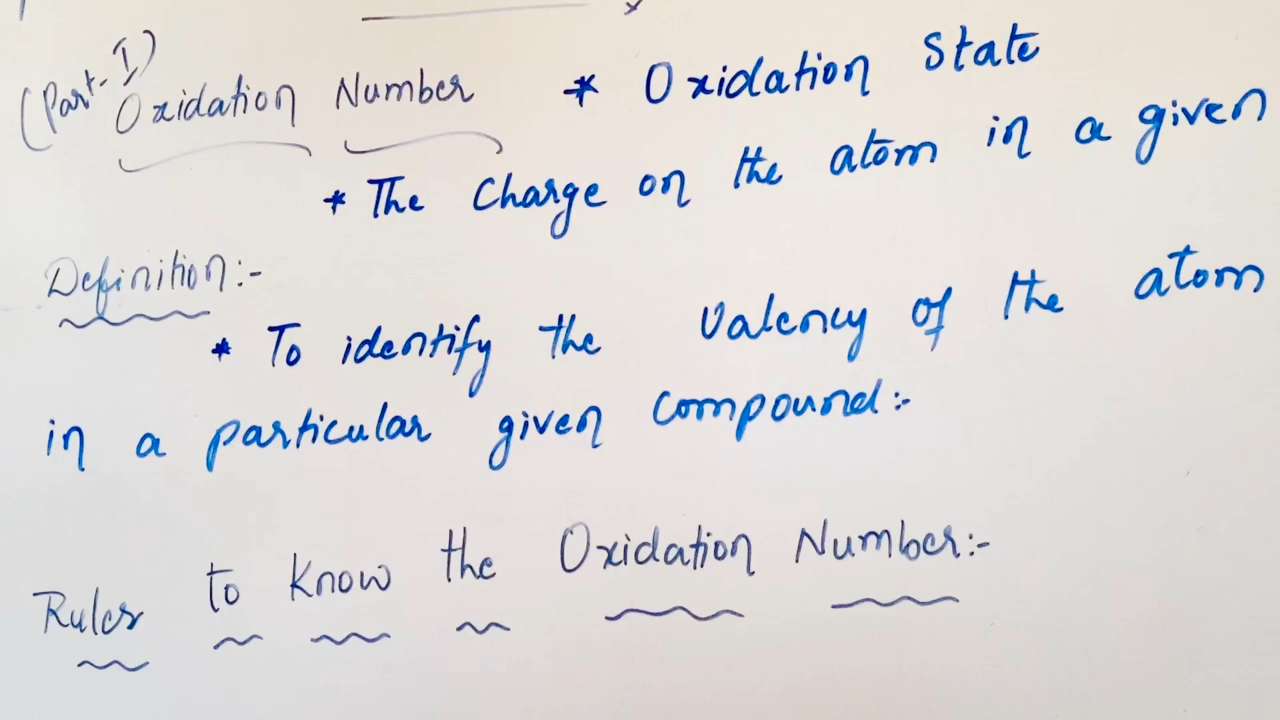 (Part-I)
Oxidation Number * Oxidation State
* The Charge on the atom in a given
Definition:-
* To identify the Valency of the atom
in a particular given compound:-
Rules to know the Oxidation Number:-